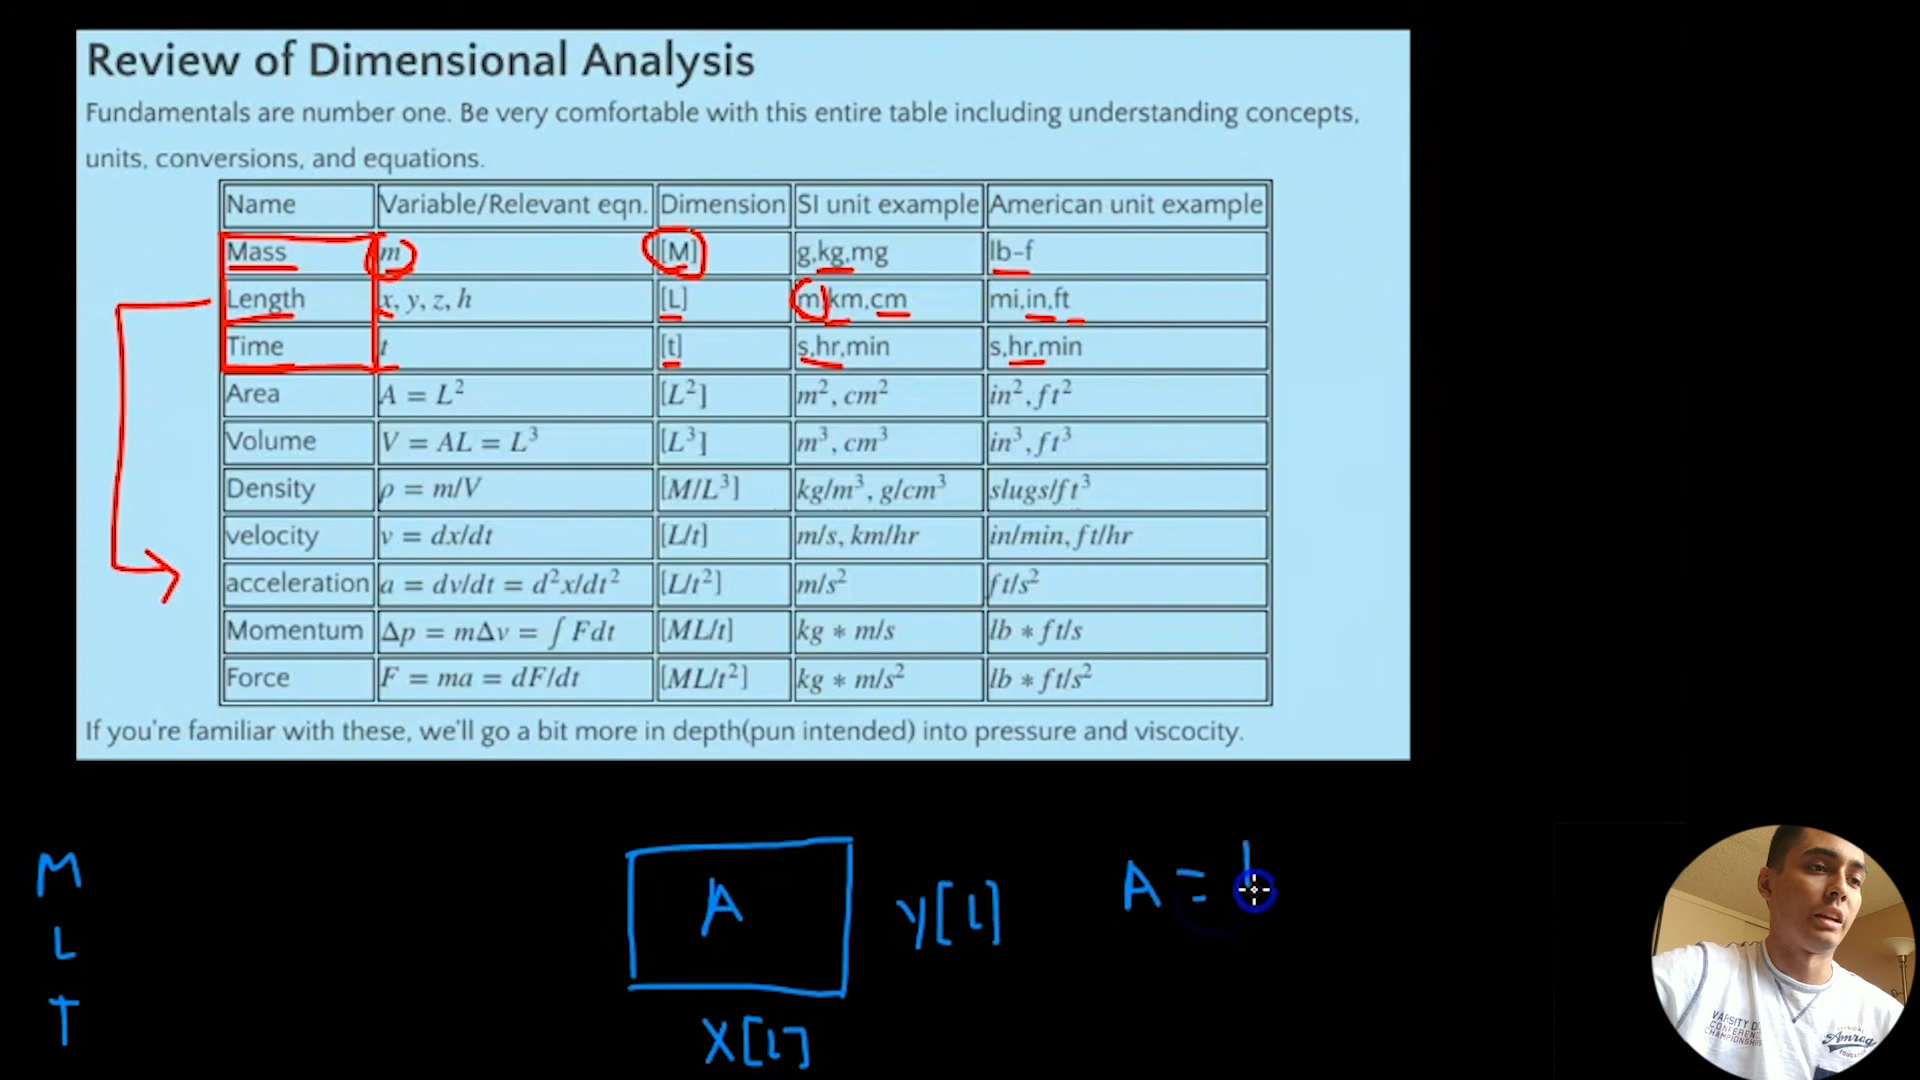 Review of Dimensional Analysis
Fundamentals are number one. Be very comfortable with this entire table including understanding concepts,
units, conversions, and equations.
Name Variable/Relevant eqn. Dimension SI unit example American unit example
Mass m [M] g,kg,mg lb-f
Length x, y, z, h [L] m,km,cm mi,in,ft
Time t [t] s,hr,min s,hr,min
Area A = L² [L²] m², cm² in², ft²
Volume V = AL = L³ [L³] m³, cm³ in³, ft³
Density ρ = m/V [M/L³] kg/m³, g/cm³ slugs/ft³
velocity v = dx/dt [L/t] m/s, km/hr in/min, ft/hr
acceleration a = dv/dt = d²x/dt² [L/t²] m/s² ft/s²
Momentum Δp = mΔv = ∫ Fdt [ML/t] kg * m/s lb * ft/s
Force F = ma = dF/dt [ML/t²] kg * m/s² lb * ft/s²
If you're familiar with these, we'll go a bit more in depth(pun intended) into pressure and viscocity.
M
L
T
A
Y[L]
X[L]
A =
VARSITY D
CONFERENC
CHAMPIONSHIPS